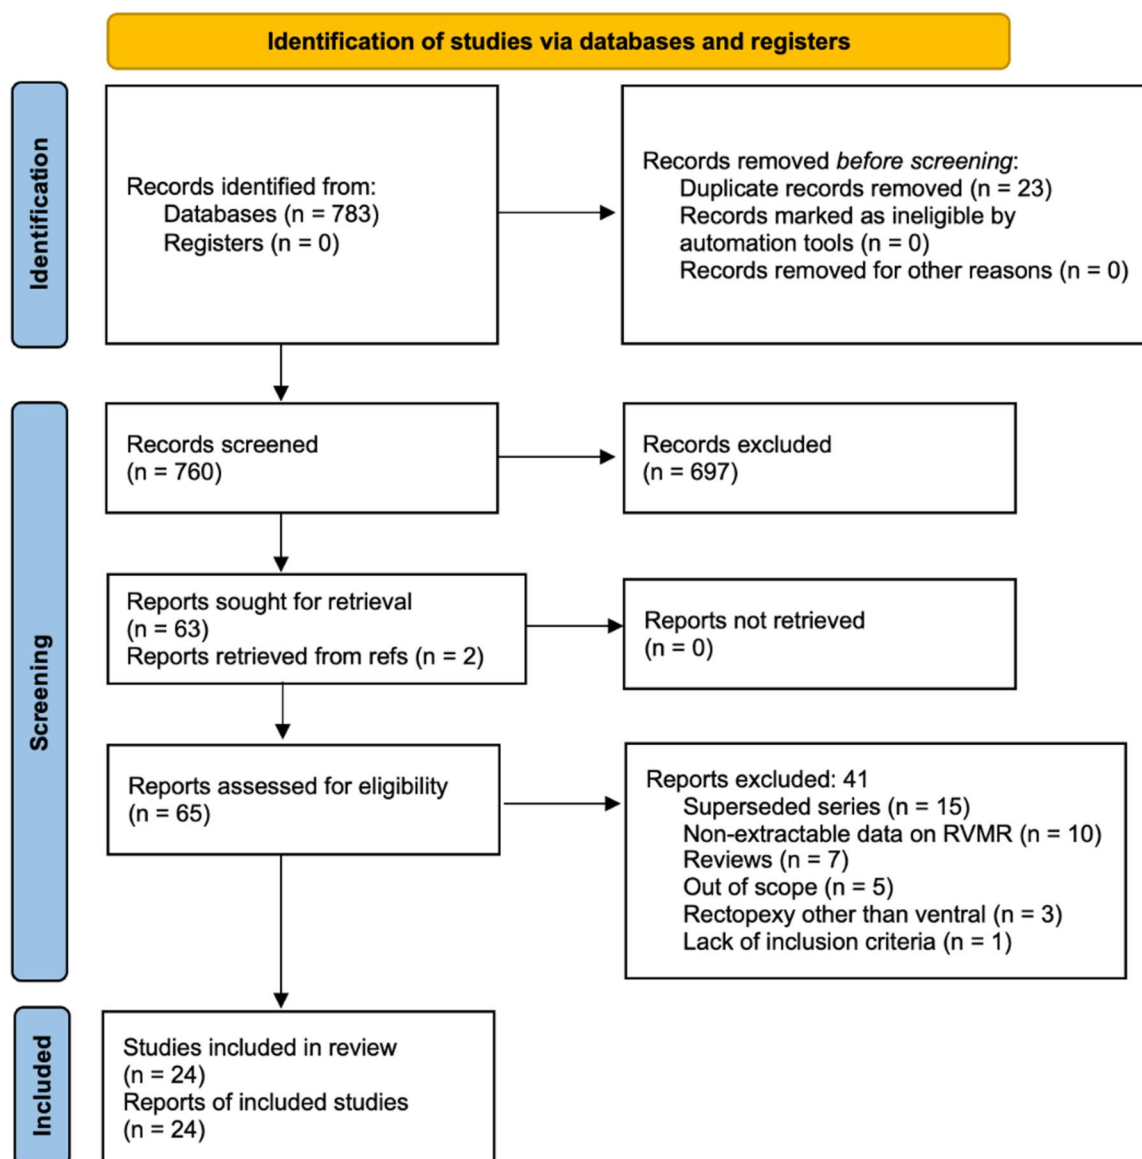 Identification of studies via databases and registers
Identification
Records identified from:
Databases (n = 783)
Registers (n = 0)
Records removed before screening:
Duplicate records removed (n = 23)
Records marked as ineligible by
automation tools (n = 0)
Records removed for other reasons (n = 0)
Screening
Records screened
(n = 760)
Records excluded
(n = 697)
Reports sought for retrieval
(n = 63)
Reports retrieved from refs (n = 2)
Reports not retrieved
(n = 0)
Reports assessed for eligibility
(n = 65)
Reports excluded: 41
Superseded series (n = 15)
Non-extractable data on RVMR (n = 10)
Reviews (n = 7)
Out of scope (n = 5)
Rectopexy other than ventral (n = 3)
Lack of inclusion criteria (n = 1)
Included
Studies included in review
(n = 24)
Reports of included studies
(n = 24)